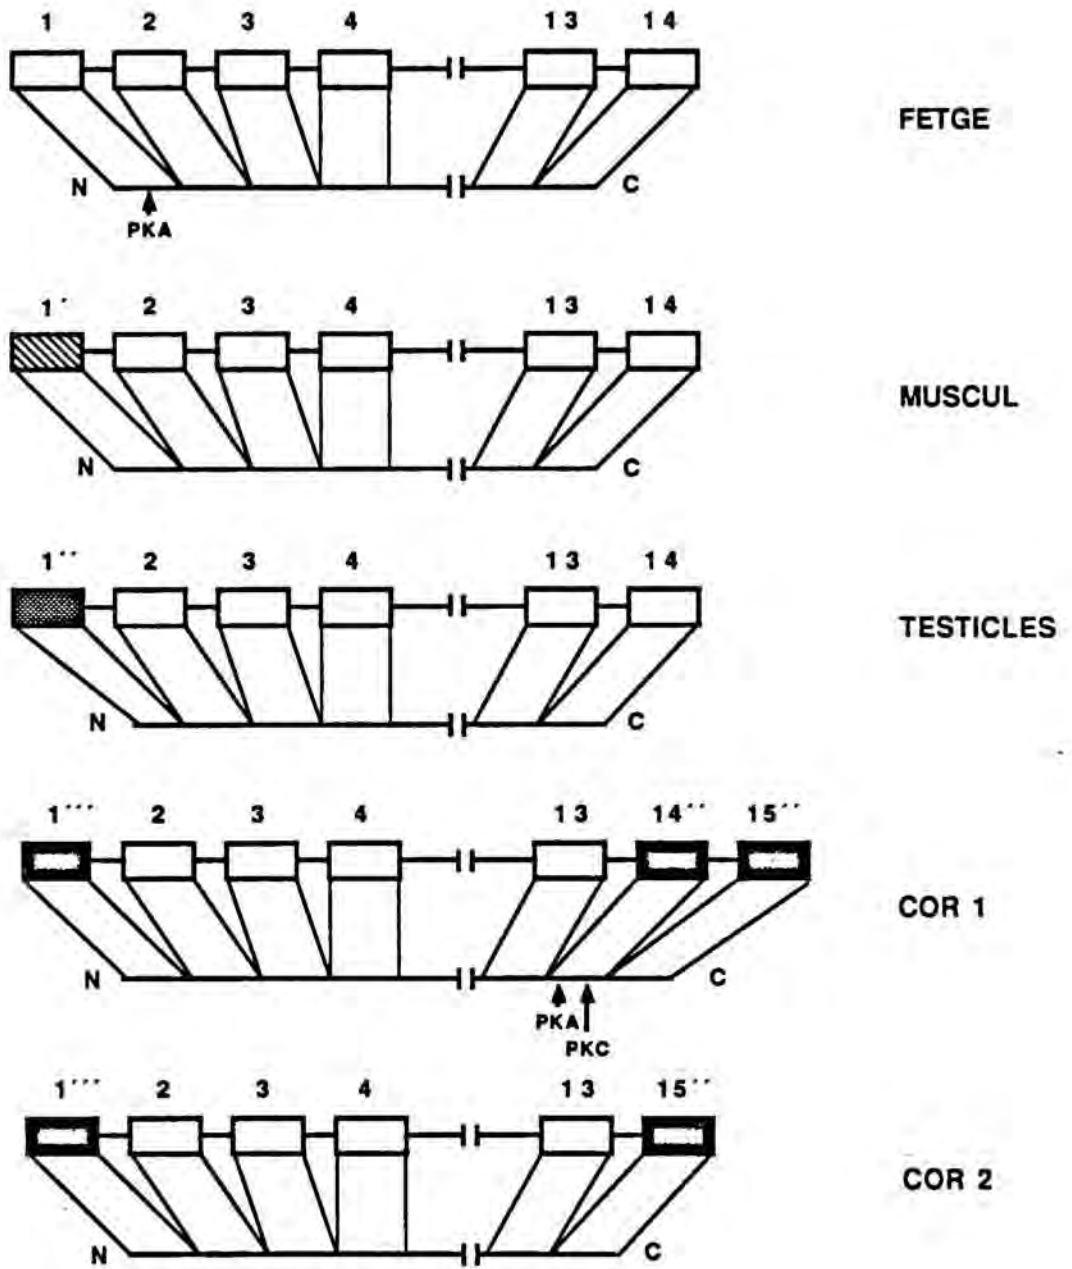 1 2 3 4 13 14
FETGE
N C
PKA
1´ 2 3 4 13 14
MUSCUL
N C
1´´ 2 3 4 13 14
TESTICLES
N C
1´´´ 2 3 4 13 14´´ 15´´
COR 1
N C
PKA
PKC
1´´´ 2 3 4 13 15´´
COR 2
N C